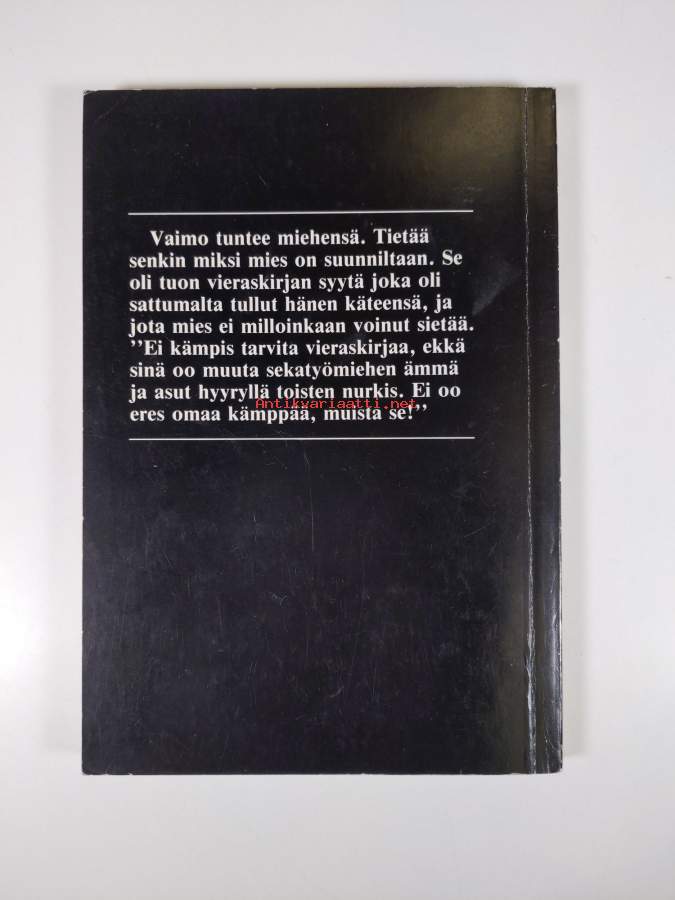 Vaimo tuntee miehensä. Tietää
senkin miksi mies on suunniltaan. Se
oli tuon vieraskirjan syytä joka oli
sattumalta tullut hänen käteensä, ja
jota mies ei milloinkaan voinut sietää.
”Ei kämpis tarvita vieraskirjaa, ekkä
sinä oo muuta sekatyömiehen ämmä
ja asut hyyryllä toisten nurkis. Ei oo
Antikvariaatti.net
eres omaa kämppää, muista se!”